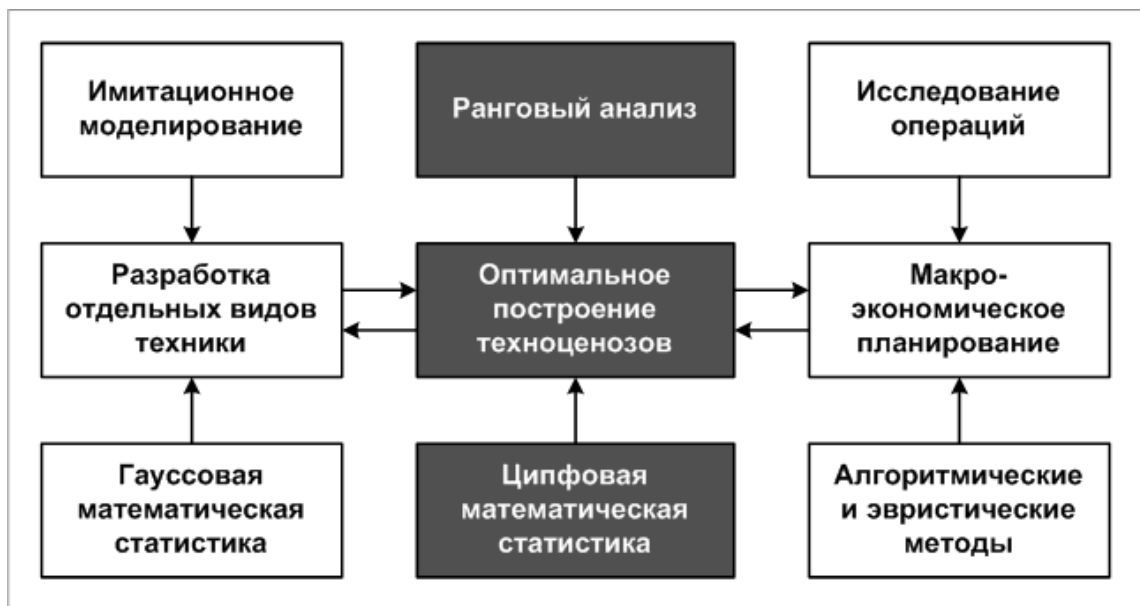 Имитационное
моделирование
Ранговый анализ
Исследование
операций
Разработка
отдельных видов
техники
Оптимальное
построение
техноценозов
Макро-
экономическое
планирование
Гауссовая
математическая
статистика
Ципфовая
математическая
статистика
Алгоритмические
и эвристические
методы